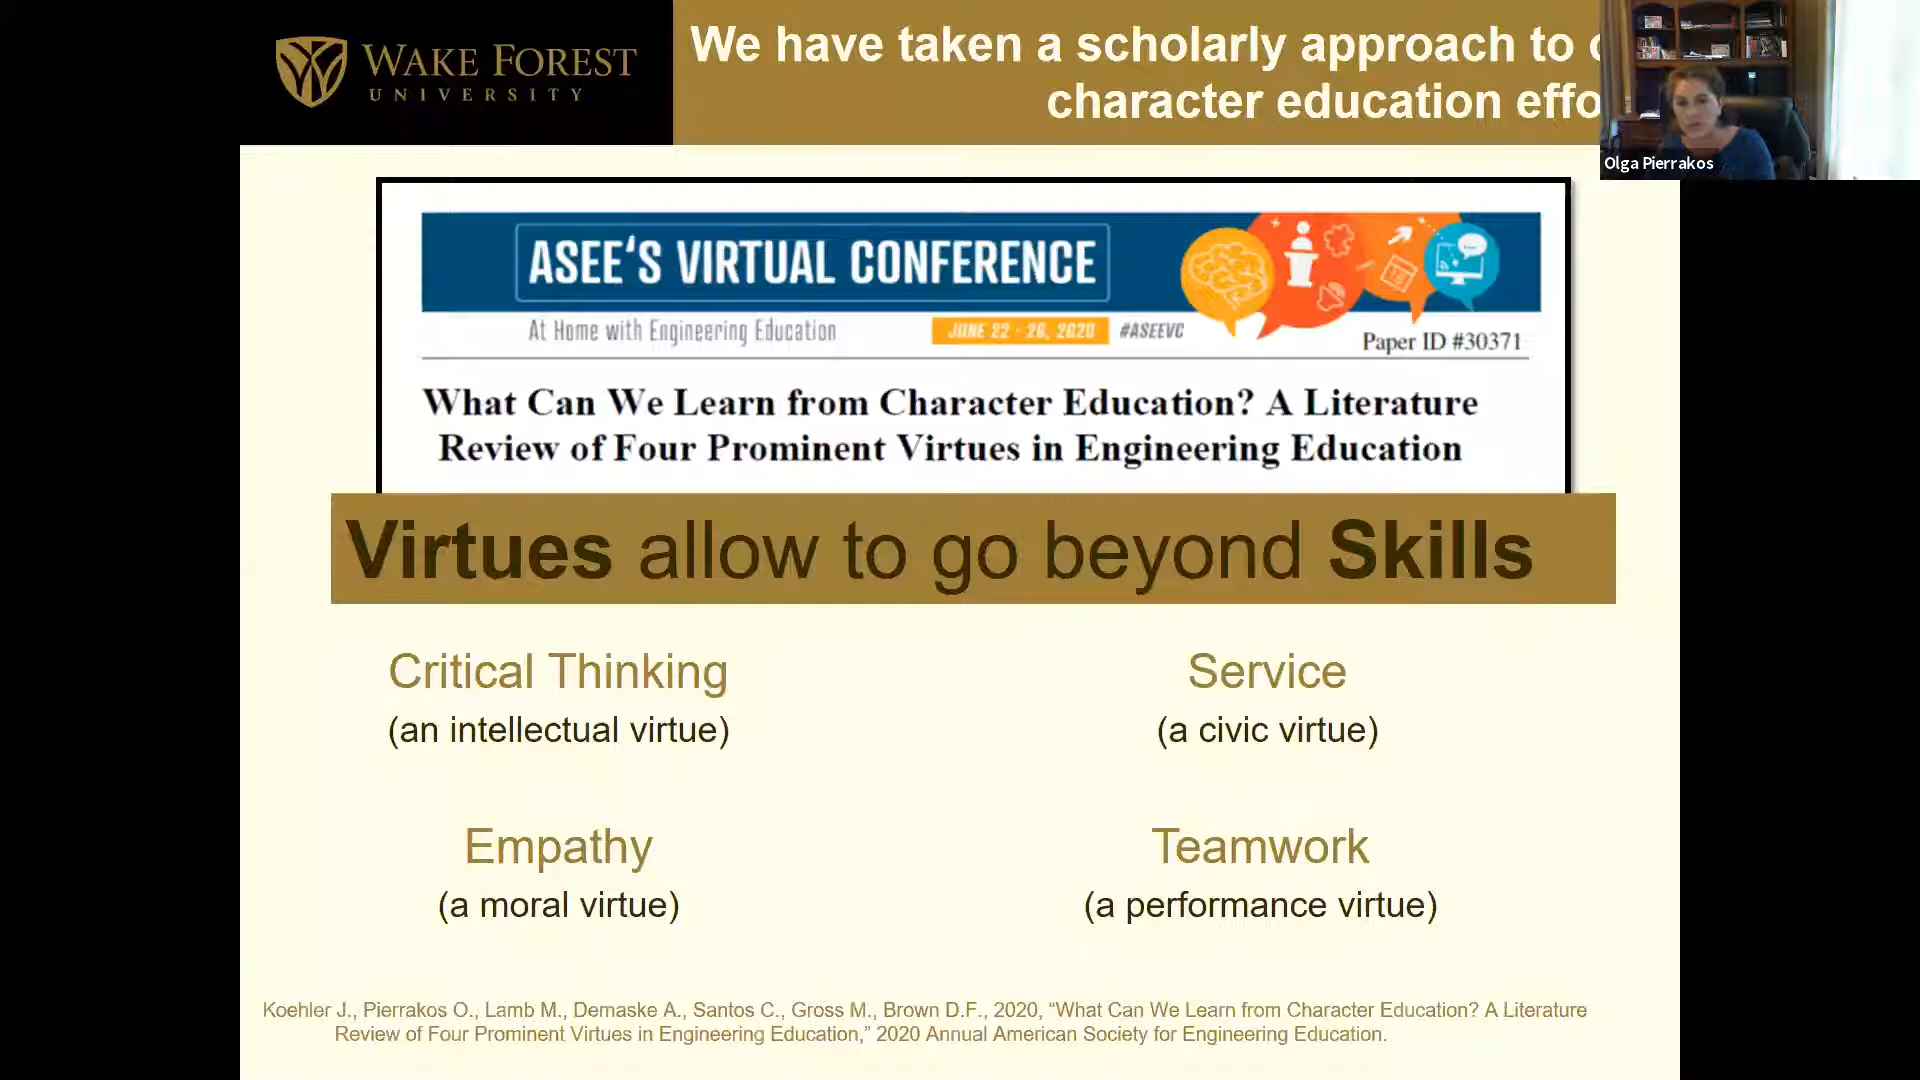 WAKE FOREST
UNIVERSITY
We have taken a scholarly approach to
character education effo
Olga Pierrakos
ASEE'S VIRTUAL CONFERENCE
At Home with Engineering Education
JUNE 22 - 26, 2020
#ASEEVC
Paper ID #30371
What Can We Learn from Character Education? A Literature
Review of Four Prominent Virtues in Engineering Education
Virtues allow to go beyond Skills
Critical Thinking
(an intellectual virtue)
Service
(a civic virtue)
Empathy
(a moral virtue)
Teamwork
(a performance virtue)
Koehler J., Pierrakos O., Lamb M., Demaske A., Santos C., Gross M., Brown D.F., 2020, “What Can We Learn from Character Education? A Literature
Review of Four Prominent Virtues in Engineering Education,” 2020 Annual American Society for Engineering Education.